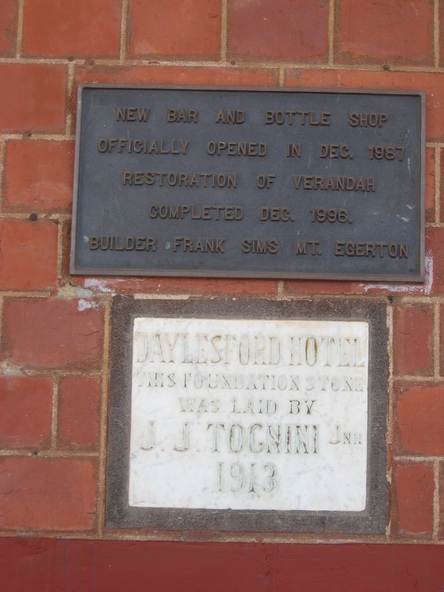 NEW BAR AND BOTTLE SHOP
OFFICIALLY OPENED IN DEC. 1987
RESTORATION OF VERANDAH
COMPLETED DEC. 1996.
BUILDER FRANK SIMS MT. EGERTON
DAYLESFORD HOTEL
THIS FOUNDATION STONE
WAS LAID BY
J. J. TOGNINI JNR
1913